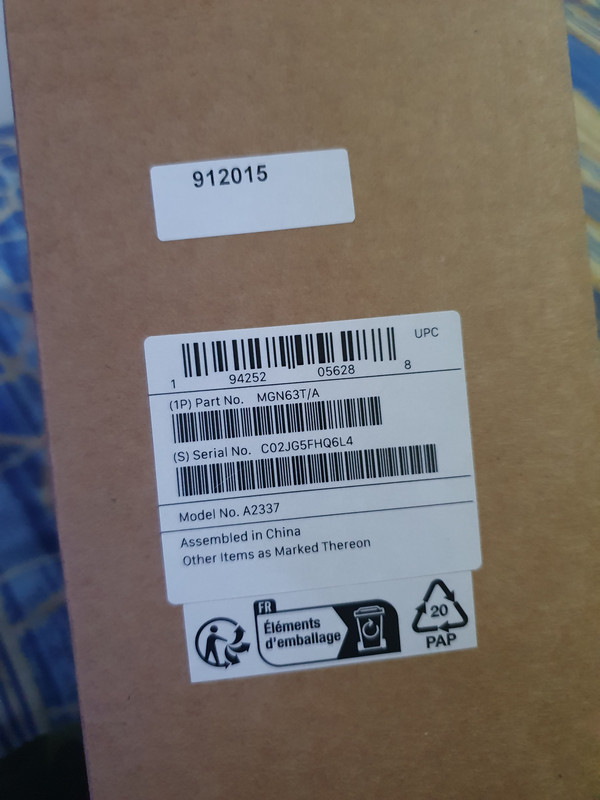 912015
UPC
1 94252 05628 8
(1P) Part No. MGN63T/A
(S) Serial No. C02JG5FHQ6L4
Model No. A2337
Assembled in China
Other Items as Marked Thereon
FR
Éléments
d'emballage
20
PAP